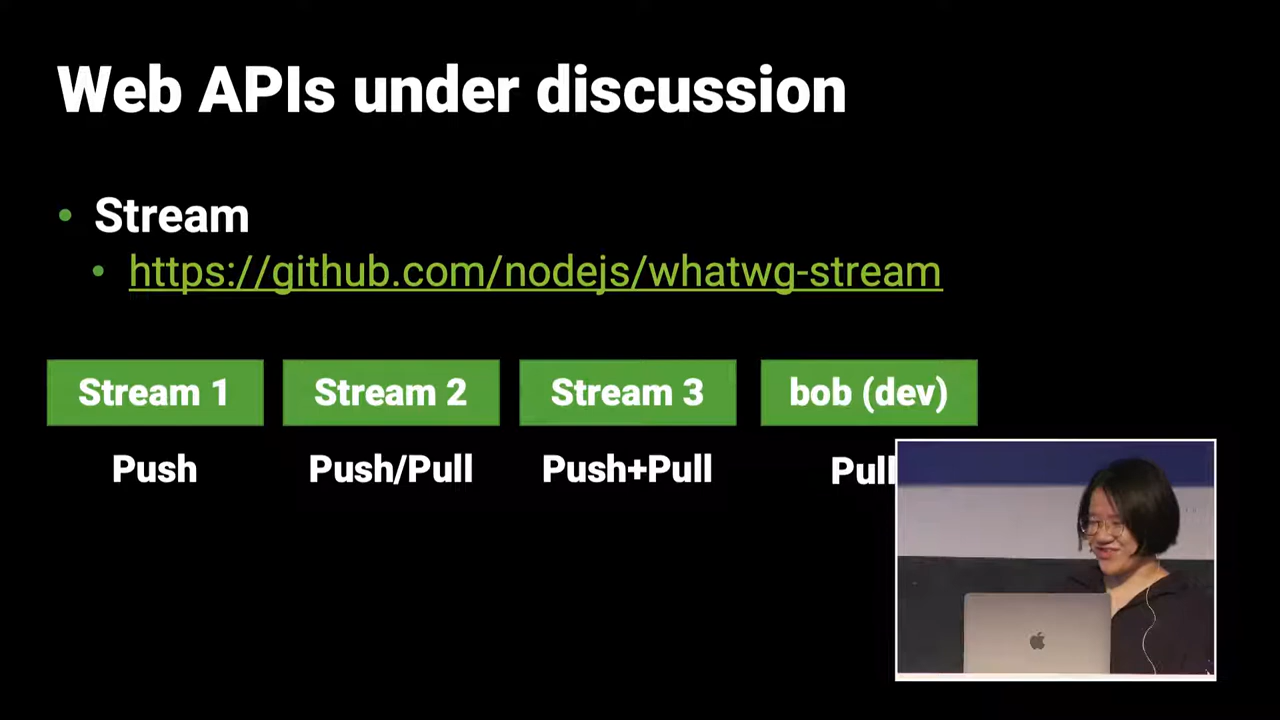 Web APIs under discussion
• Stream
• https://github.com/nodejs/whatwg-stream
Stream 1 Stream 2 Stream 3 bob (dev)
Push Push/Pull Push+Pull Pull